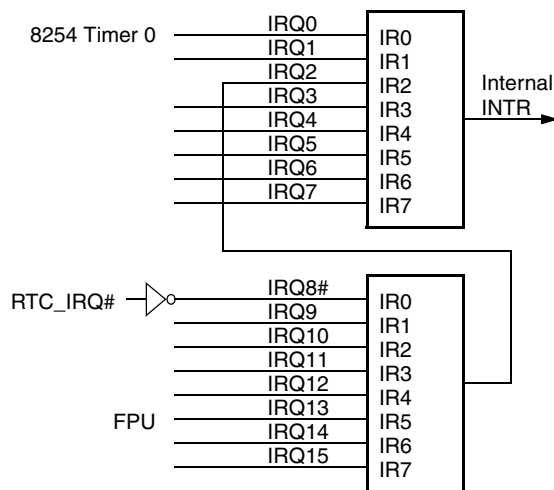 8254 Timer 0
IRQ0
IR0
IRQ1
IR1
IRQ2
IR2
IRQ3
IR3
IRQ4
IR4
IRQ5
IR5
IRQ6
IR6
IRQ7
IR7
Internal
INTR
RTC_IRQ#
IRQ8#
IR0
IRQ9
IR1
IRQ10
IR2
IRQ11
IR3
IRQ12
IR4
FPU
IRQ13
IR5
IRQ14
IR6
IRQ15
IR7